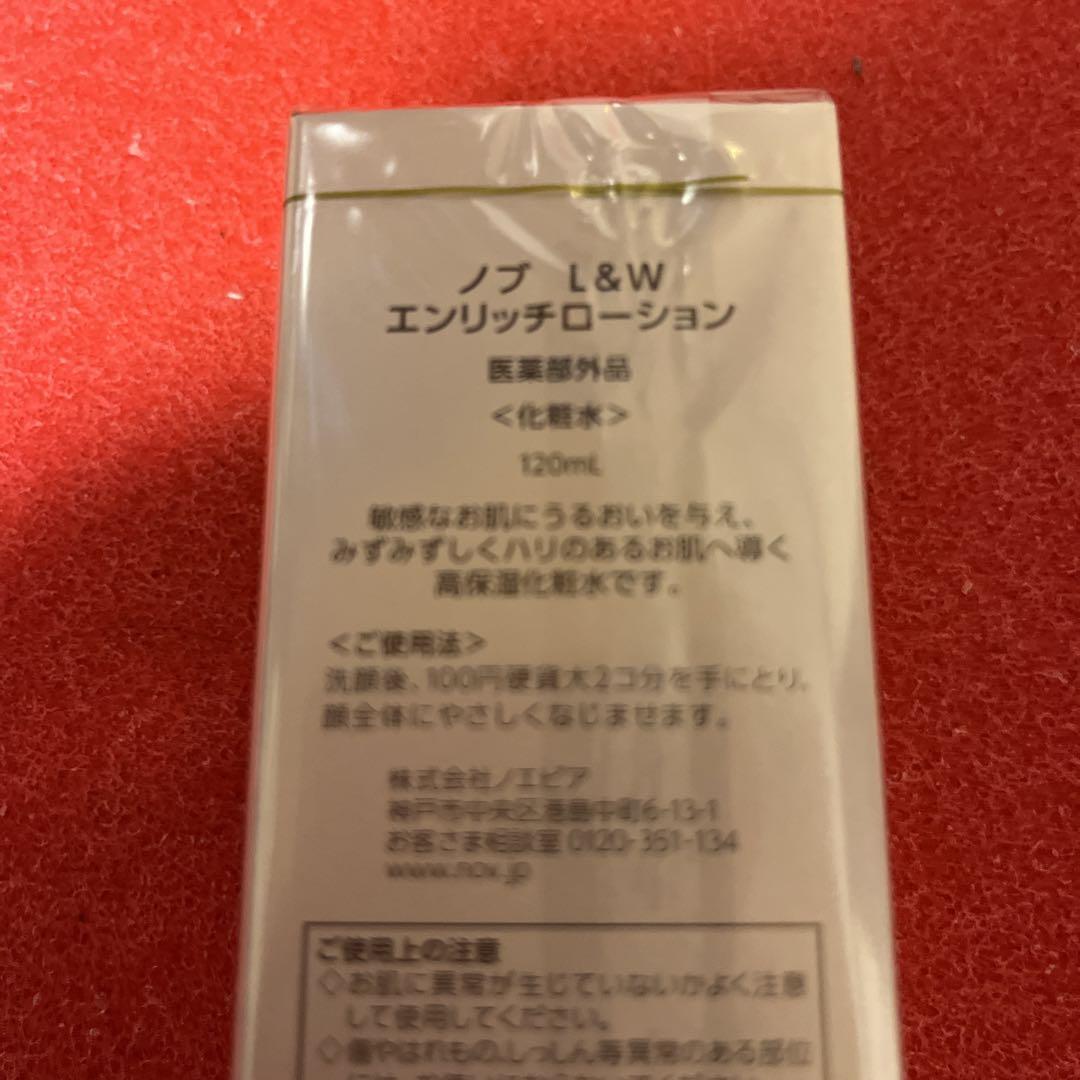 ノブ L&W
エンリッチローション
医薬部外品
<化粧水>
120mL
敏感なお肌にうるおいを与え、
みずみずしくハリのあるお肌へ導く
高保湿化粧水です。
<ご使用法>
洗顔後、100円硬貨大2コ分を手にとり、
顔全体にやさしくなじませます。
株式会社ノエビア
神戸市中央区港島中町6-13-1
お客さま相談室 0120-351-134
www.nov.jp
ご使用上の注意
◇お肌に異常が生じていないかよく注意
して使用してください。
◇傷やはれもの、しっしん等異常のある部位